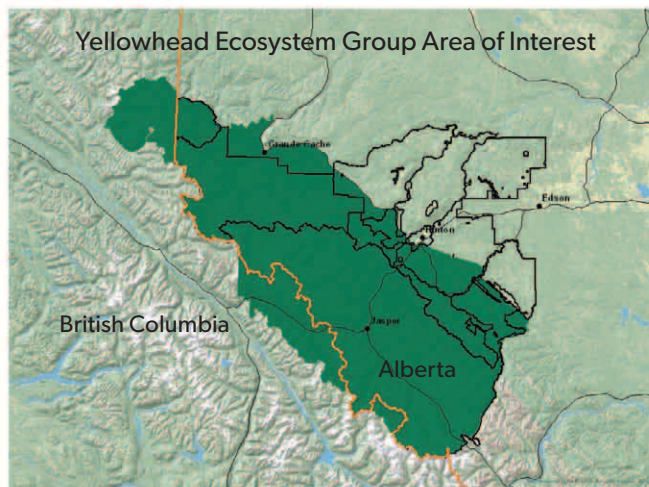 Yellowhead Ecosystem Group Area of Interest
Grande Cache
Edson
Hinton
British Columbia
Jasper
Alberta